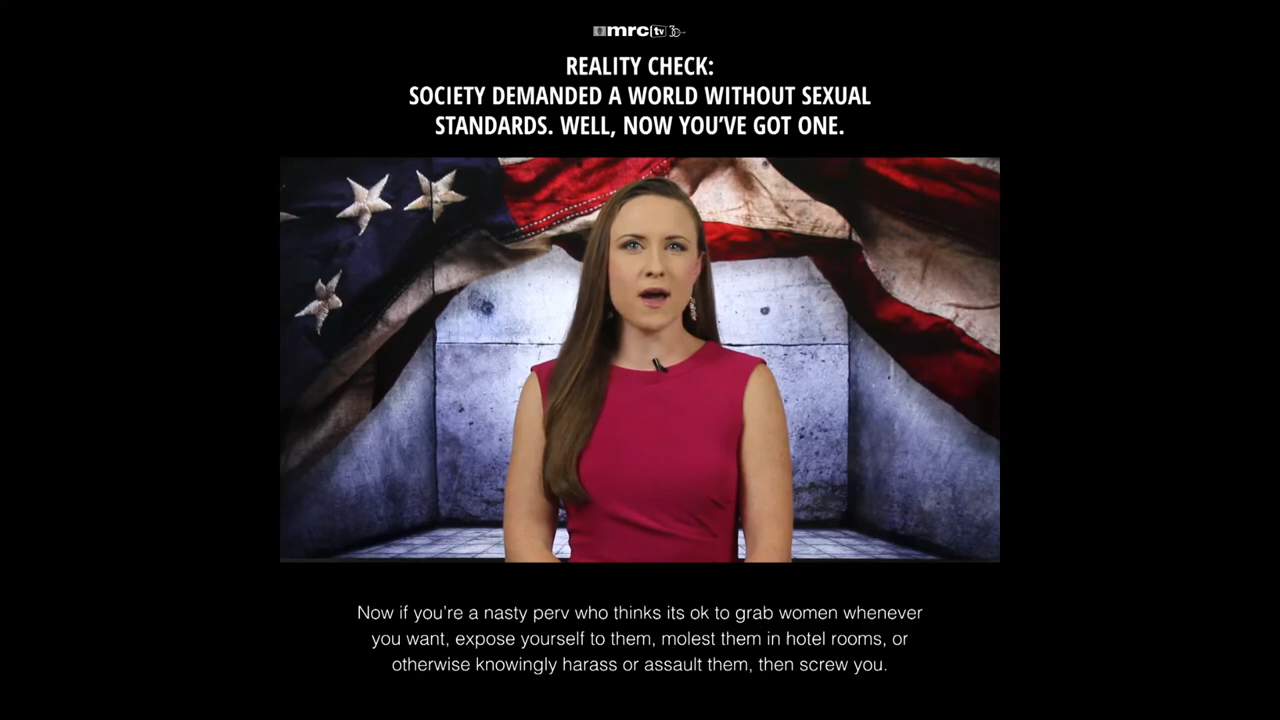 mrc tv 30
REALITY CHECK:
SOCIETY DEMANDED A WORLD WITHOUT SEXUAL
STANDARDS. WELL, NOW YOU'VE GOT ONE.
Now if you're a nasty perv who thinks its ok to grab women whenever
you want, expose yourself to them, molest them in hotel rooms, or
otherwise knowingly harass or assault them, then screw you.